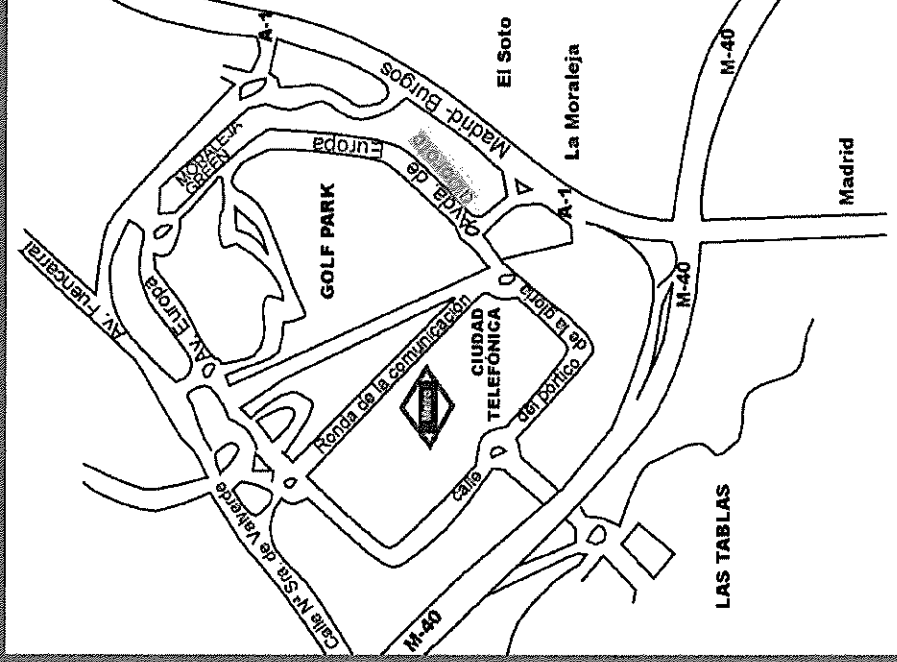 A-1
El Soto
M-40
Madrid- Burgos
MORALEJA
GREEN
La Moraleja
Avda. de
Europa
Av. Fuencarral
GOLF PARK
Madrid
Av. Europa
A-1
M-40
de la gloria
Ronda de la comunicación
CIUDAD
TELEFÓNICA
Metro
del portico
calle
Calle Nª Sra. de Valverde
LAS TABLAS
M-40